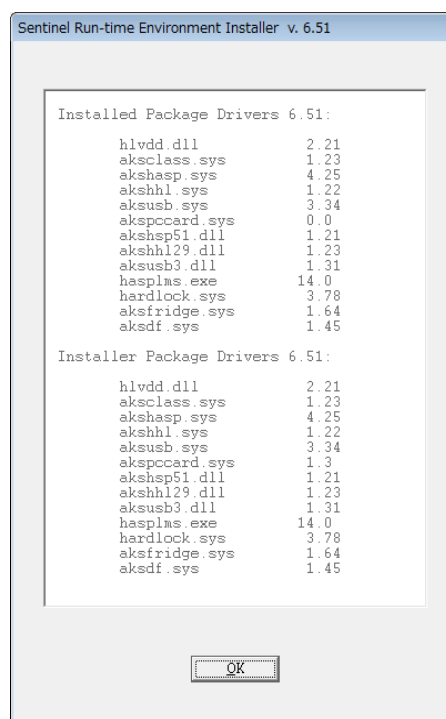 Sentinel Run-time Environment Installer v. 6.51
Installed Package Drivers 6.51:
hlvdd.dll 2.21
aksclass.sys 1.23
akshasp.sys 4.25
akshhl.sys 1.22
aksusb.sys 3.34
akspccard.sys 0.0
akshsp51.dll 1.21
akshhl29.dll 1.23
aksusb3.dll 1.31
hasplms.exe 14.0
hardlock.sys 3.78
aksfridge.sys 1.64
aksdf.sys 1.45
Installer Package Drivers 6.51:
hlvdd.dll 2.21
aksclass.sys 1.23
akshasp.sys 4.25
akshhl.sys 1.22
aksusb.sys 3.34
akspccard.sys 1.3
akshsp51.dll 1.21
akshhl29.dll 1.23
aksusb3.dll 1.31
hasplms.exe 14.0
hardlock.sys 3.78
aksfridge.sys 1.64
aksdf.sys 1.45
OK